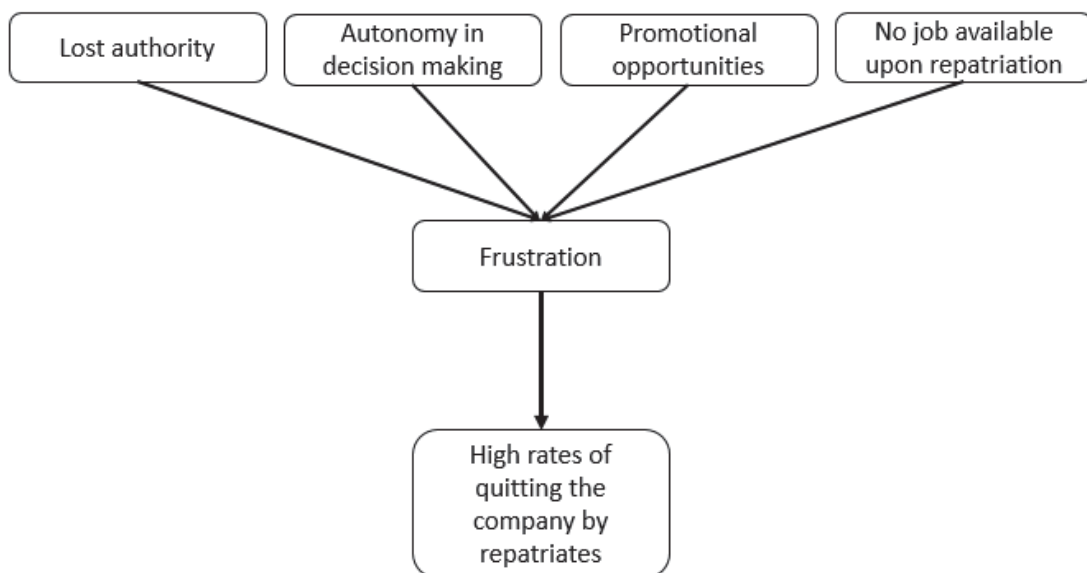 Lost authority
Autonomy in
decision making
Promotional
opportunities
No job available
upon repatriation
Frustration
High rates of
quitting the
company by
repatriates